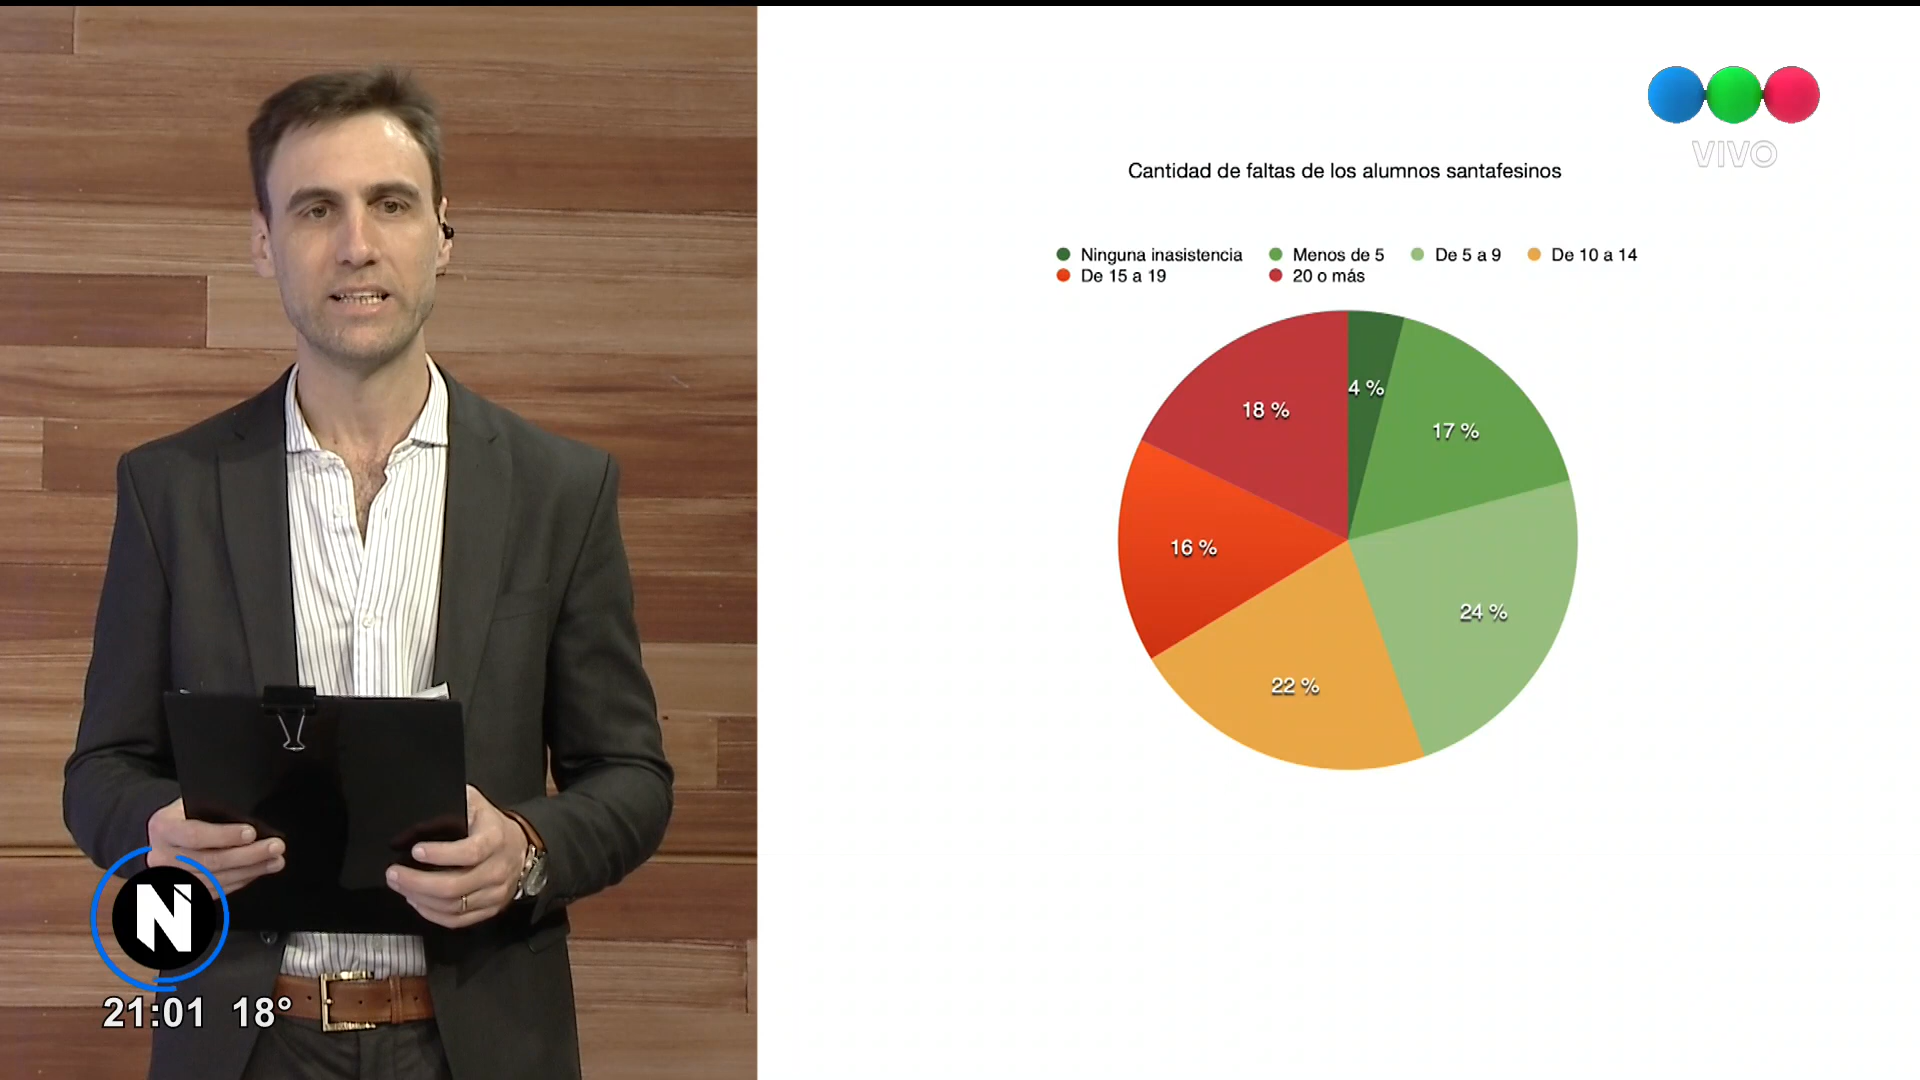 VIVO
Cantidad de faltas de los alumnos santafesinos
Ninguna inasistencia Menos de 5 De 5 a 9 De 10 a 14
De 15 a 19 20 o más
4 %
18 %
17 %
16 %
24 %
22 %
N
21:01 18°